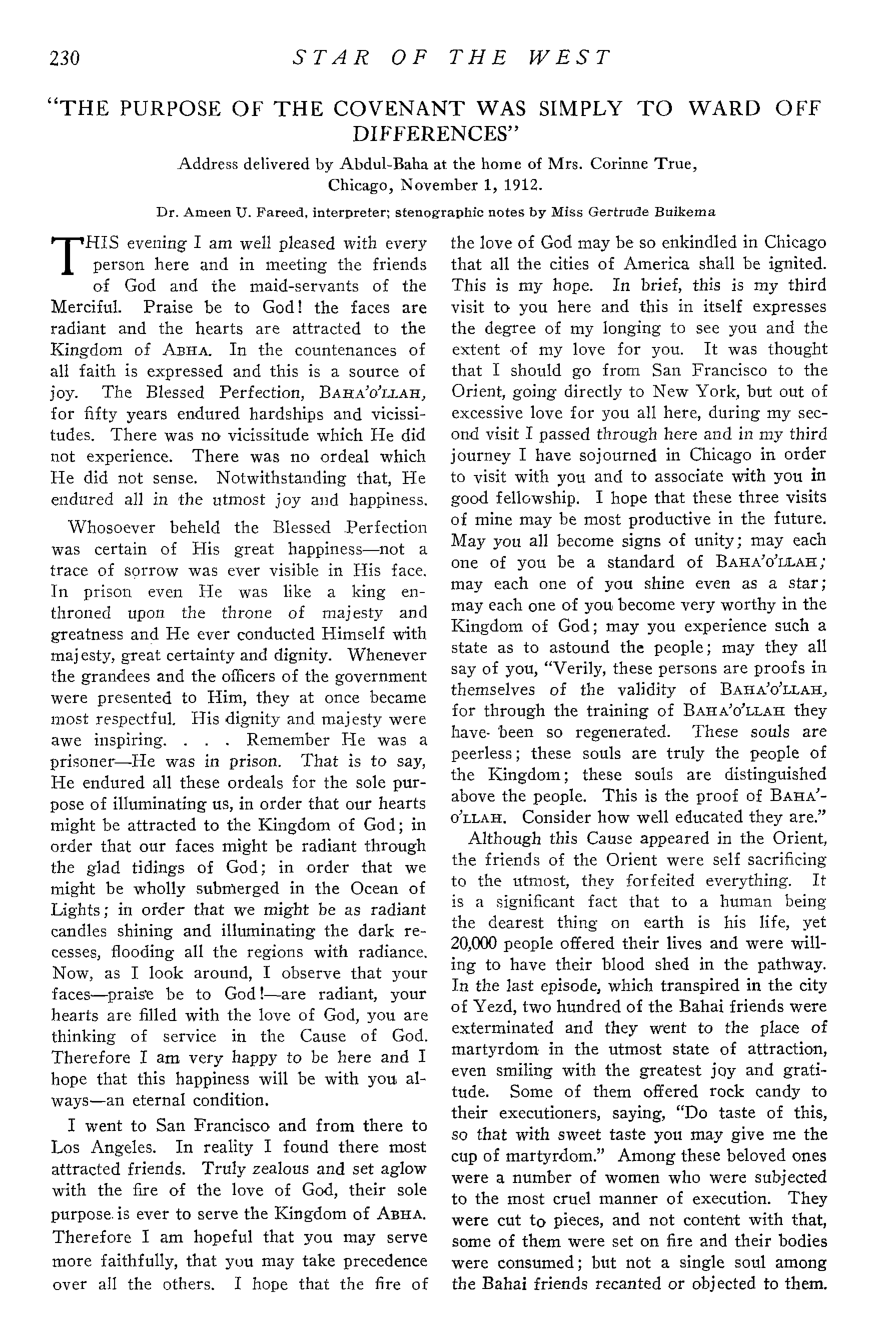 230
STAR OF THE WEST
"THE PURPOSE OF THE COVENANT WAS SIMPLY TO WARD OFF
DIFFERENCES"
Address delivered by Abdul-Baha at the home of Mrs. Corinne True,
Chicago, November 1, 1912.
Dr. Ameen U. Fareed, interpreter; stenographic notes by Miss Gertrude Buikema
THIS evening I am well pleased with every
person here and in meeting the friends
of God and the maid-servants of the
Merciful. Praise be to God! the faces are
radiant and the hearts are attracted to the
Kingdom of ABHA. In the countenances of
all faith is expressed and this is a source of
joy. The Blessed Perfection, BAHA'O'LLAH,
for fifty years endured hardships and vicissi-
tudes. There was no vicissitude which He did
not experience. There was no ordeal which
He did not sense. Notwithstanding that, He
endured all in the utmost joy and happiness.
Whosoever beheld the Blessed Perfection
was certain of His great happiness—not a
trace of sorrow was ever visible in His face.
In prison even He was like a king en-
throned upon the throne of majesty and
greatness and He ever conducted Himself with
majesty, great certainty and dignity. Whenever
the grandees and the officers of the government
were presented to Him, they at once became
most respectful. His dignity and majesty were
awe inspiring. . . . Remember He was a
prisoner—He was in prison. That is to say,
He endured all these ordeals for the sole pur-
pose of illuminating us, in order that our hearts
might be attracted to the Kingdom of God; in
order that our faces might be radiant through
the glad tidings of God; in order that we
might be wholly submerged in the Ocean of
Lights; in order that we might be as radiant
candles shining and illuminating the dark re-
cesses, flooding all the regions with radiance.
Now, as I look around, I observe that your
faces—praise be to God!—are radiant, your
hearts are filled with the love of God, you are
thinking of service in the Cause of God.
Therefore I am very happy to be here and I
hope that this happiness will be with you al-
ways—an eternal condition.
I went to San Francisco and from there to
Los Angeles. In reality I found there most
attracted friends. Truly zealous and set aglow
with the fire of the love of God, their sole
purpose is ever to serve the Kingdom of ABHA.
Therefore I am hopeful that you may serve
more faithfully, that you may take precedence
over all the others. I hope that the fire of
the love of God may be so enkindled in Chicago
that all the cities of America shall be ignited.
This is my hope. In brief, this is my third
visit to you here and this in itself expresses
the degree of my longing to see you and the
extent of my love for you. It was thought
that I should go from San Francisco to the
Orient, going directly to New York, but out of
excessive love for you all here, during my sec-
ond visit I passed through here and in my third
journey I have sojourned in Chicago in order
to visit with you and to associate with you in
good fellowship. I hope that these three visits
of mine may be most productive in the future.
May you all become signs of unity; may each
one of you be a standard of BAHA'O'LLAH;
may each one of you shine even as a star;
may each one of you become very worthy in the
Kingdom of God; may you experience such a
state as to astound the people; may they all
say of you, "Verily, these persons are proofs in
themselves of the validity of BAHA'O'LLAH,
for through the training of BAHA'O'LLAH they
have been so regenerated. These souls are
peerless; these souls are truly the people of
the Kingdom; these souls are distinguished
above the people. This is the proof of BAHA'-
O'LLAH. Consider how well educated they are."
Although this Cause appeared in the Orient,
the friends of the Orient were self sacrificing
to the utmost, they forfeited everything. It
is a significant fact that to a human being
the dearest thing on earth is his life, yet
20,000 people offered their lives and were will-
ing to have their blood shed in the pathway.
In the last episode, which transpired in the city
of Yezd, two hundred of the Bahai friends were
exterminated and they went to the place of
martyrdom in the utmost state of attraction,
even smiling with the greatest joy and grati-
tude. Some of them offered rock candy to
their executioners, saying, "Do taste of this,
so that with sweet taste you may give me the
cup of martyrdom." Among these beloved ones
were a number of women who were subjected
to the most cruel manner of execution. They
were cut to pieces, and not content with that,
some of them were set on fire and their bodies
were consumed; but not a single soul among
the Bahai friends recanted or objected to them.